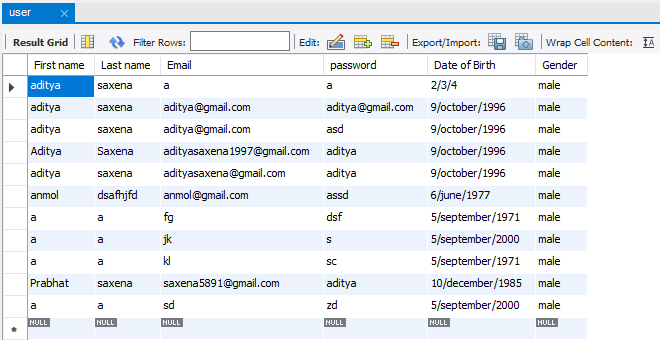 user
Result Grid Filter Rows: Edit: Export/Import: Wrap Cell Content: IA
First name Last name Email password Date of Birth Gender
aditya saxena a a 2/3/4 male
aditya saxena aditya@gmail.com aditya@gmail.com 9/october/1996 male
aditya saxena aditya@gmail.com asd 9/october/1996 male
Aditya Saxena adityasaxena1997@gmail.com aditya 9/october/1996 male
aditya saxena adityasaxena@gmail.com aditya 9/october/1996 male
anmol dsafhjfd anmol@gmail.com assd 6/june/1977 male
a a fg dsf 5/september/1971 male
a a jk s 5/september/2000 male
a a kl sc 5/september/1971 male
Prabhat saxena saxena5891@gmail.com aditya 10/december/1985 male
a a sd zd 5/september/2000 male
NULL NULL NULL NULL NULL NULL